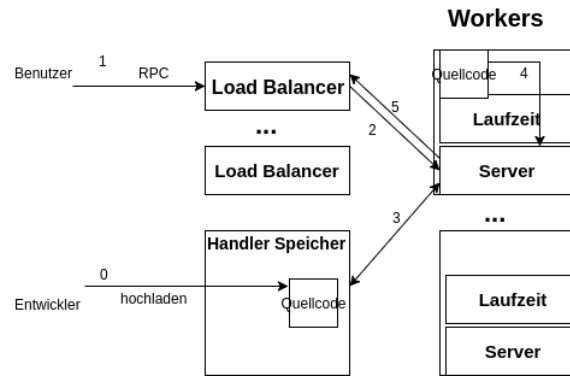 Workers
1
Benutzer
RPC
Load Balancer
...
Load Balancer
5
2
Quellcode
4
Laufzeit
Server
...
3
Handler Speicher
0
Entwickler
hochladen
Quellcode
Laufzeit
Server